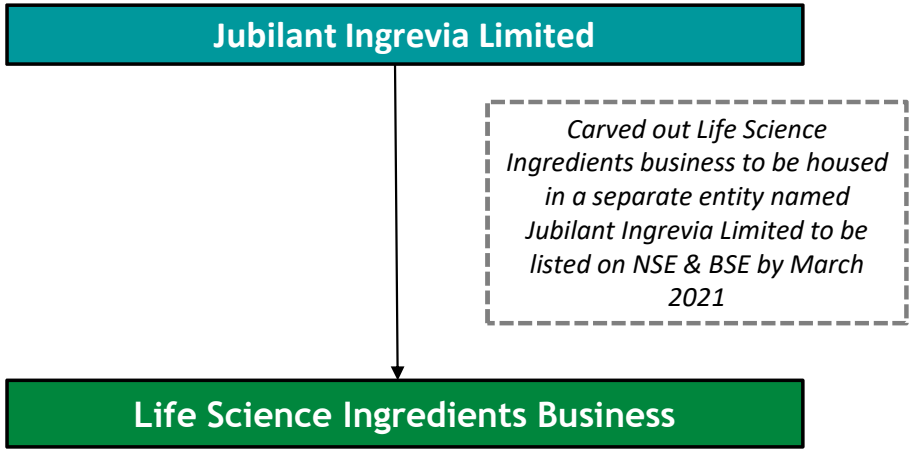 Jubilant Ingrevia Limited
Carved out Life Science
Ingredients business to be housed
in a separate entity named
Jubilant Ingrevia Limited to be
listed on NSE & BSE by March
2021
Life Science Ingredients Business